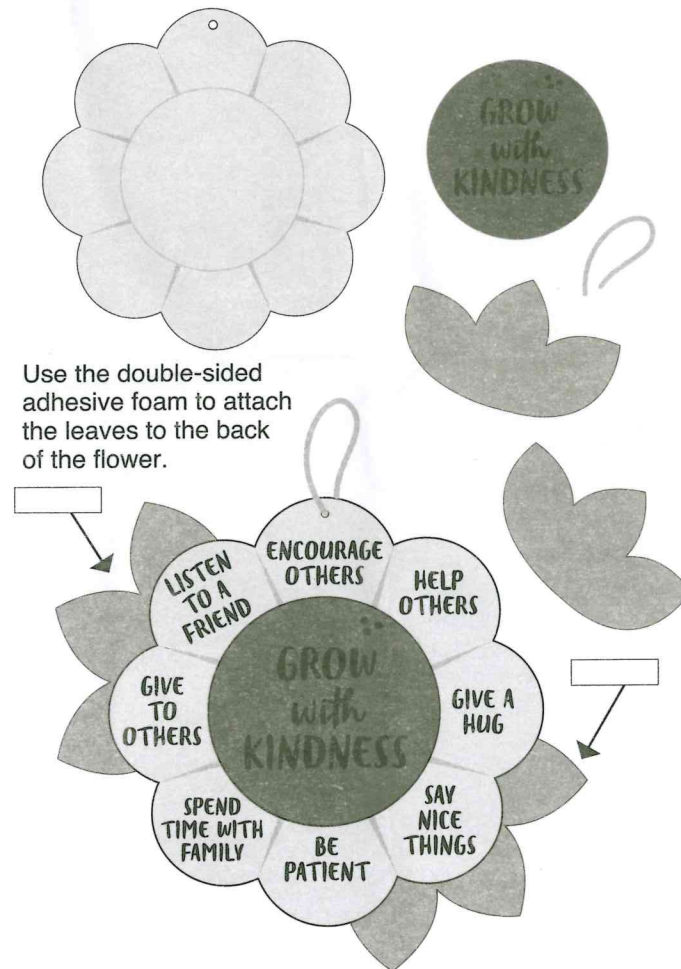 GROW
with
KINDNESS
Use the double-sided
adhesive foam to attach
the leaves to the back
of the flower.
ENCOURAGE
OTHERS
HELP
OTHERS
GIVE A
HUG
SAY
NICE
THINGS
BE
PATIENT
SPEND
TIME WITH
FAMILY
GIVE
TO
OTHERS
LISTEN
TO A
FRIEND
GROW
with
KINDNESS